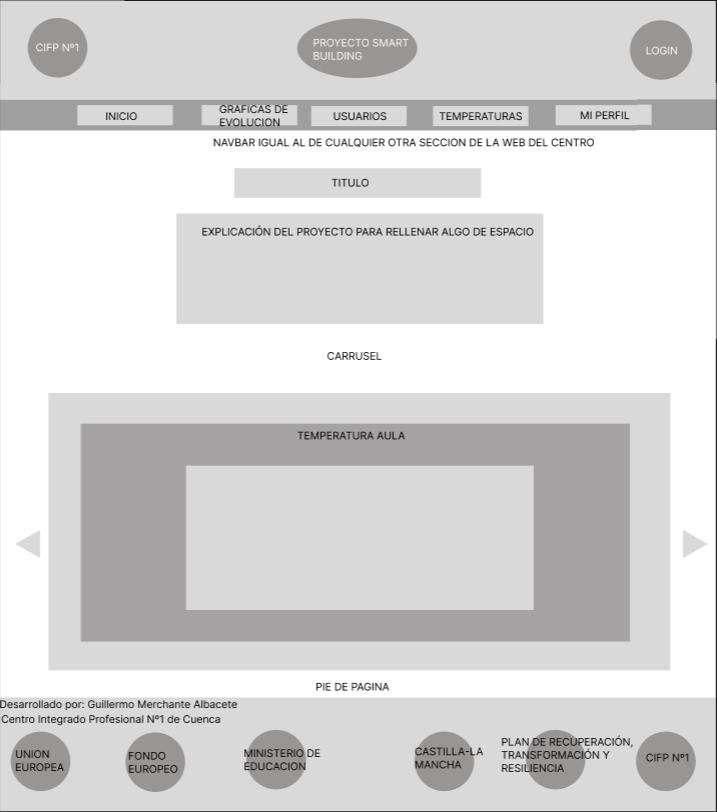 CIFP Nº1
PROYECTO SMART
BUILDING
LOGIN
INICIO
GRAFICAS DE
EVOLUCION
USUARIOS
TEMPERATURAS
MI PERFIL
NAVBAR IGUAL AL DE CUALQUIER OTRA SECCION DE LA WEB DEL CENTRO
TITULO
EXPLICACIÓN DEL PROYECTO PARA RELLENAR ALGO DE ESPACIO
CARRUSEL
TEMPERATURA AULA
PIE DE PAGINA
Desarrollado por: Guillermo Merchante Albacete
Centro Integrado Profesional Nº1 de Cuenca
UNION
EUROPEA
FONDO
EUROPEO
MINISTERIO DE
EDUCACION
CASTILLA-LA
MANCHA
PLAN DE RECUPERACIÓN,
TRANSFORMACIÓN Y
RESILIENCIA
CIFP Nº1